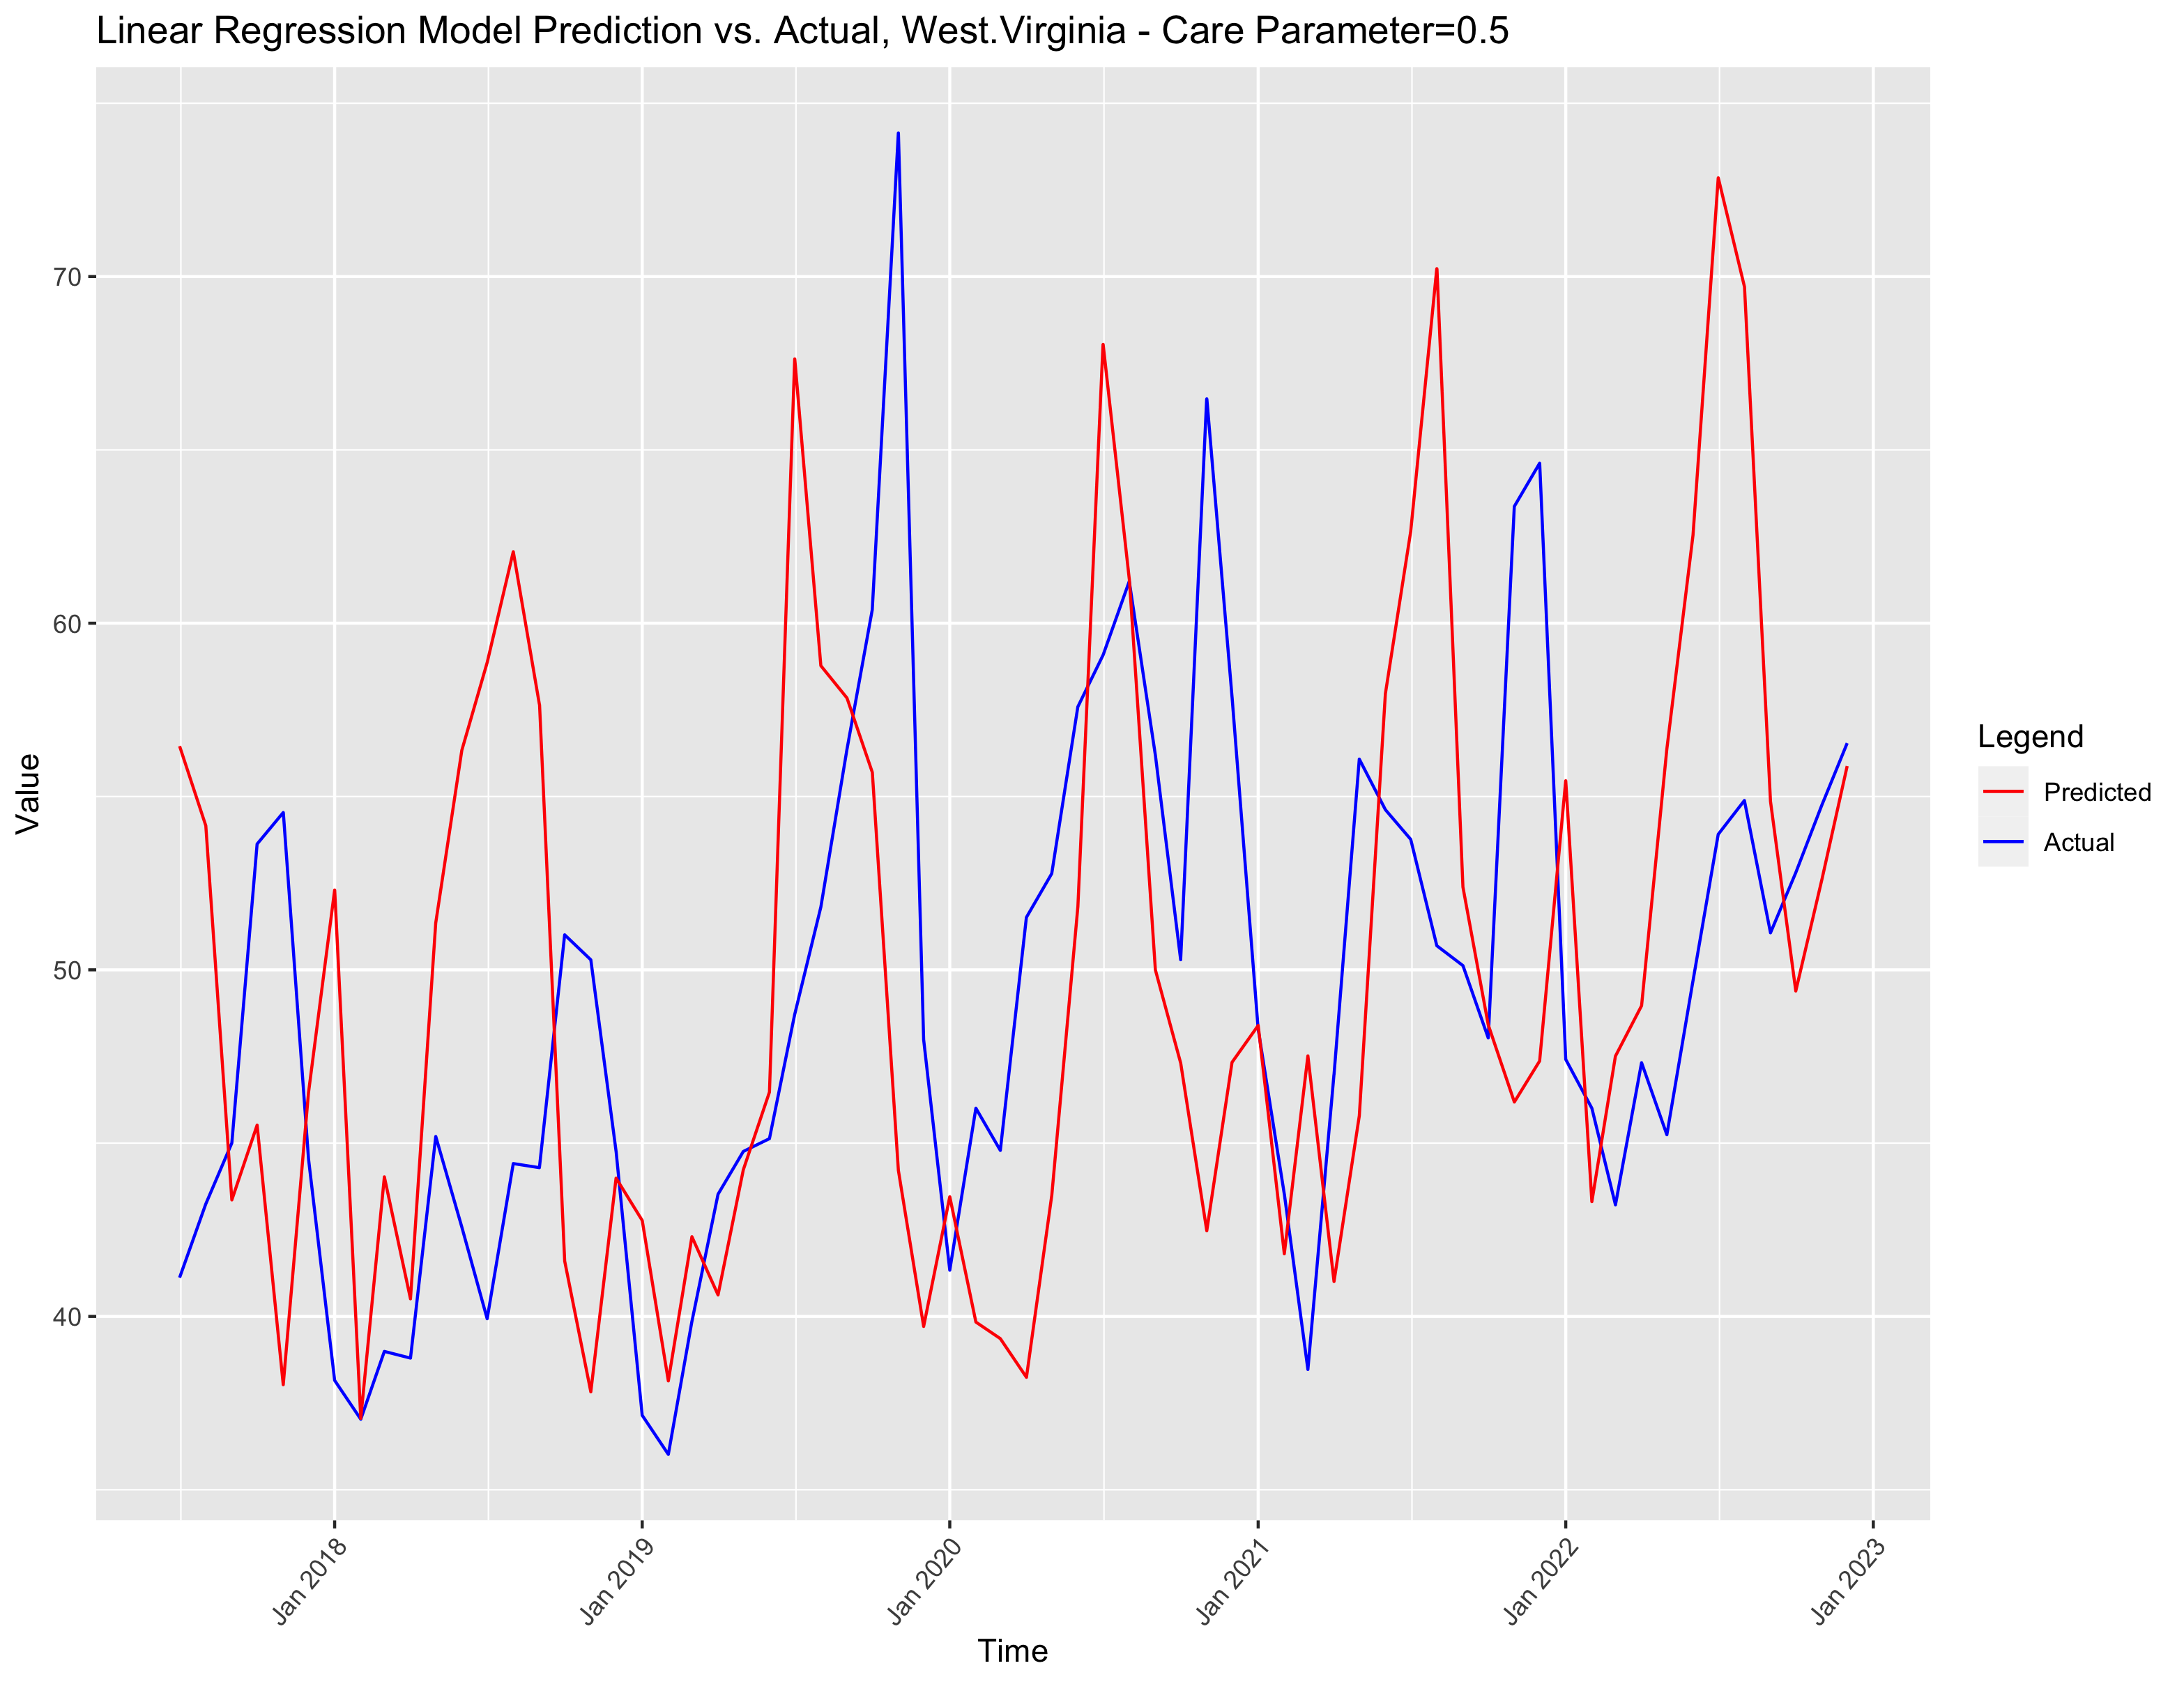 Linear Regression Model Prediction vs. Actual, West.Virginia - Care Parameter=0.5
Value
70
60
50
40
Jan 2018
Jan 2019
Jan 2020
Jan 2021
Jan 2022
Jan 2023
Time
Legend
Predicted
Actual